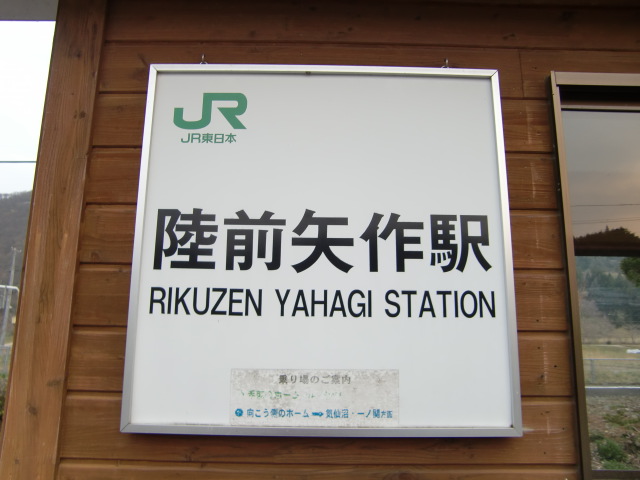 JR
JR東日本
陸前矢作駅
RIKUZEN YAHAGI STATION
乗り場のご案内
向こう側のホーム ➡ 気仙沼・一ノ関方面